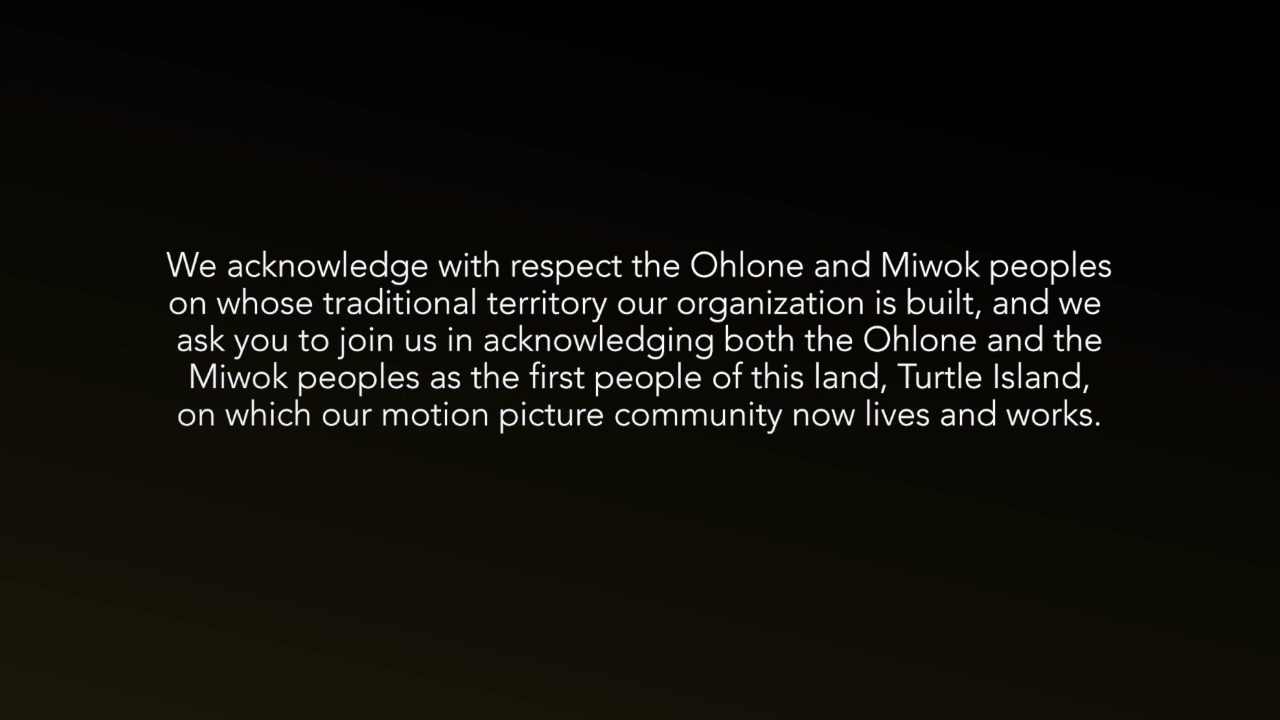 We acknowledge with respect the Ohlone and Miwok peoples
on whose traditional territory our organization is built, and we
ask you to join us in acknowledging both the Ohlone and the
Miwok peoples as the first people of this land, Turtle Island,
on which our motion picture community now lives and works.